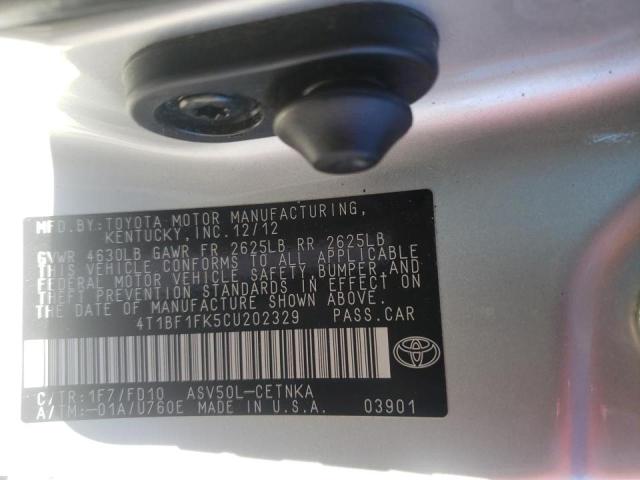 MFD.BY:TOYOTA MOTOR MANUFACTURING,
KENTUCKY, INC. 12/12
GVWR 4630LB GAWR FR 2625LB RR 2625LB
THIS VEHICLE CONFORMS TO ALL APPLICABLE
FEDERAL MOTOR VEHICLE SAFETY, BUMPER, AND
THEFT PREVENTION STANDARDS IN EFFECT ON
THE DATE OF MANUFACTURE SHOWN ABOVE.
4T1BF1FK5CU202329 PASS.CAR
C/TR:1F7/FD10 ASV50L-CETNKA
A/TM:-01A/U760E MADE IN U.S.A. 03901